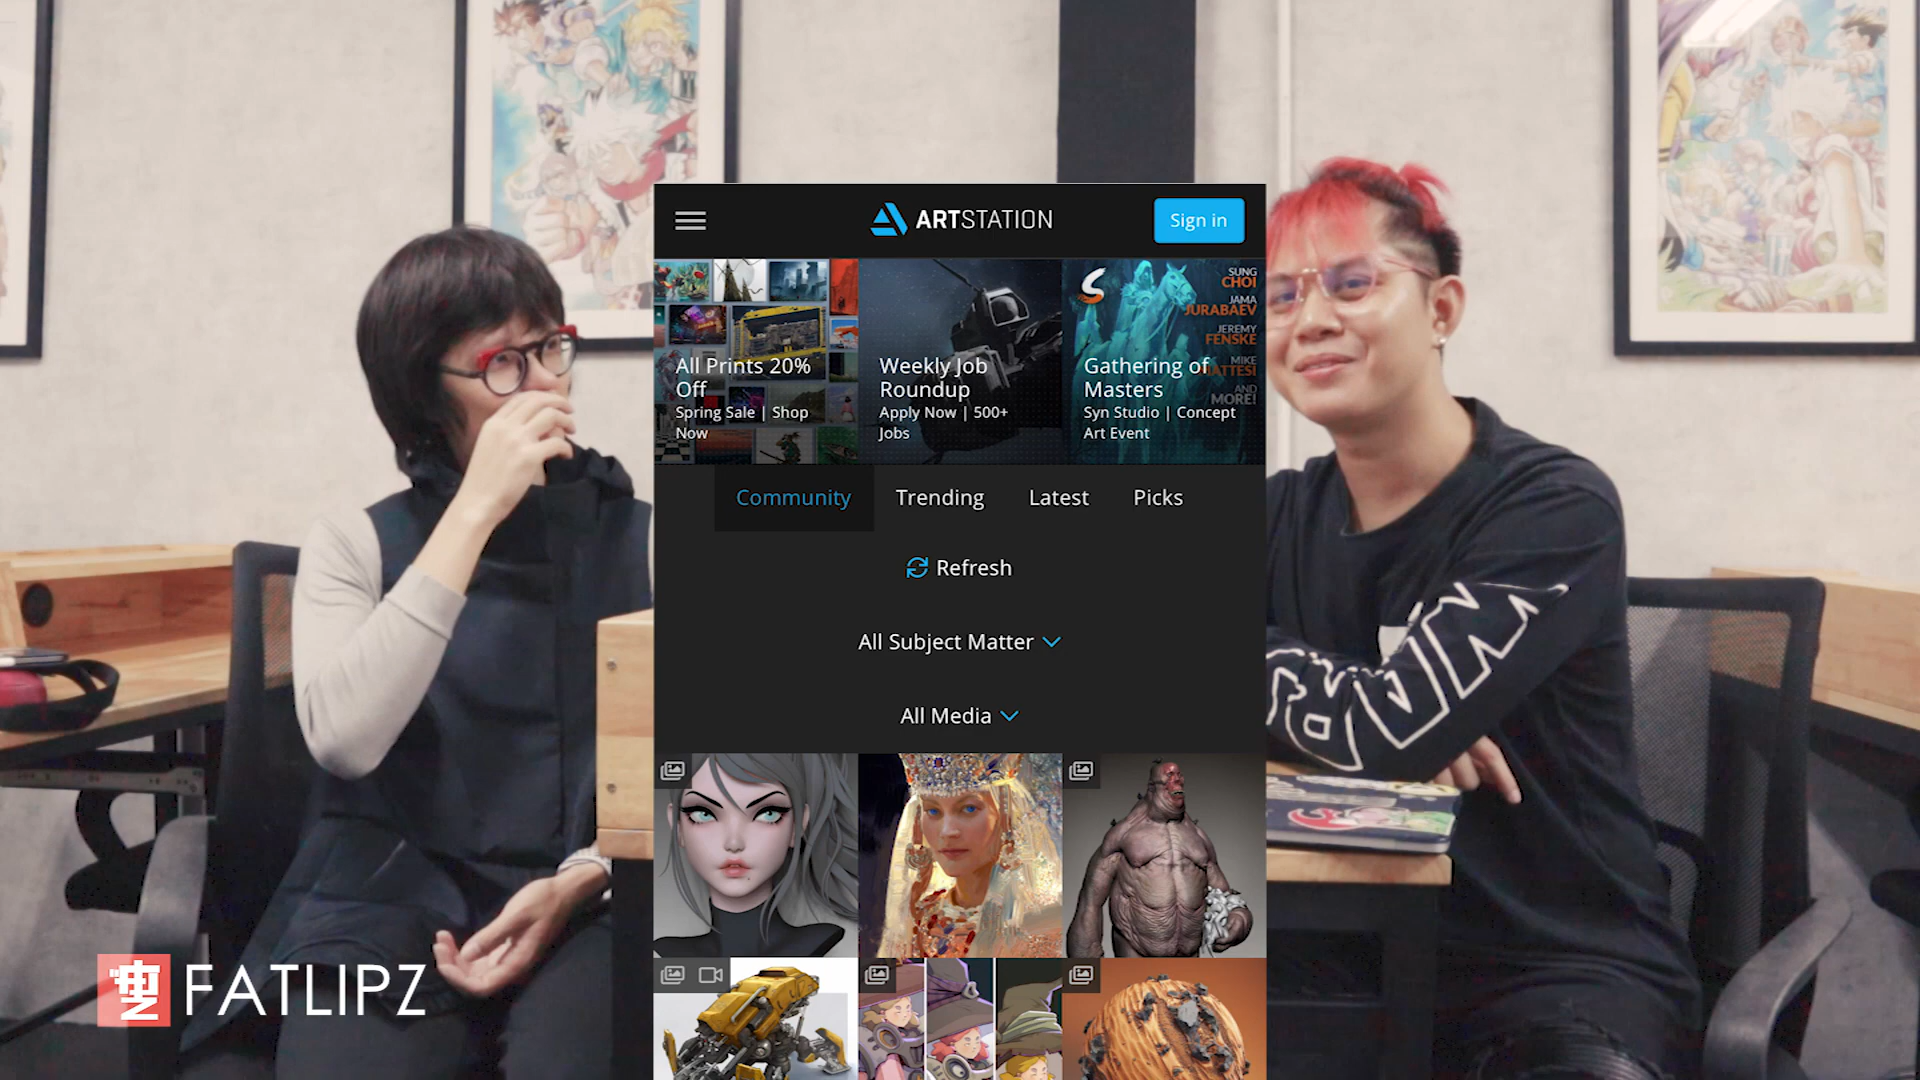 ARTSTATION
Sign in
All Prints 20%
Off
Spring Sale | Shop
Now
Weekly Job
Roundup
Apply Now | 500+
Jobs
SUNG
CHOI
JAMA
JURABAEV
JEREMY
FENSKE
MIKE
MATTESI
AND
MORE!
Gathering of
Masters
Syn Studio | Concept
Art Event
Community
Trending
Latest
Picks
Refresh
All Subject Matter
All Media
FATLIPZ